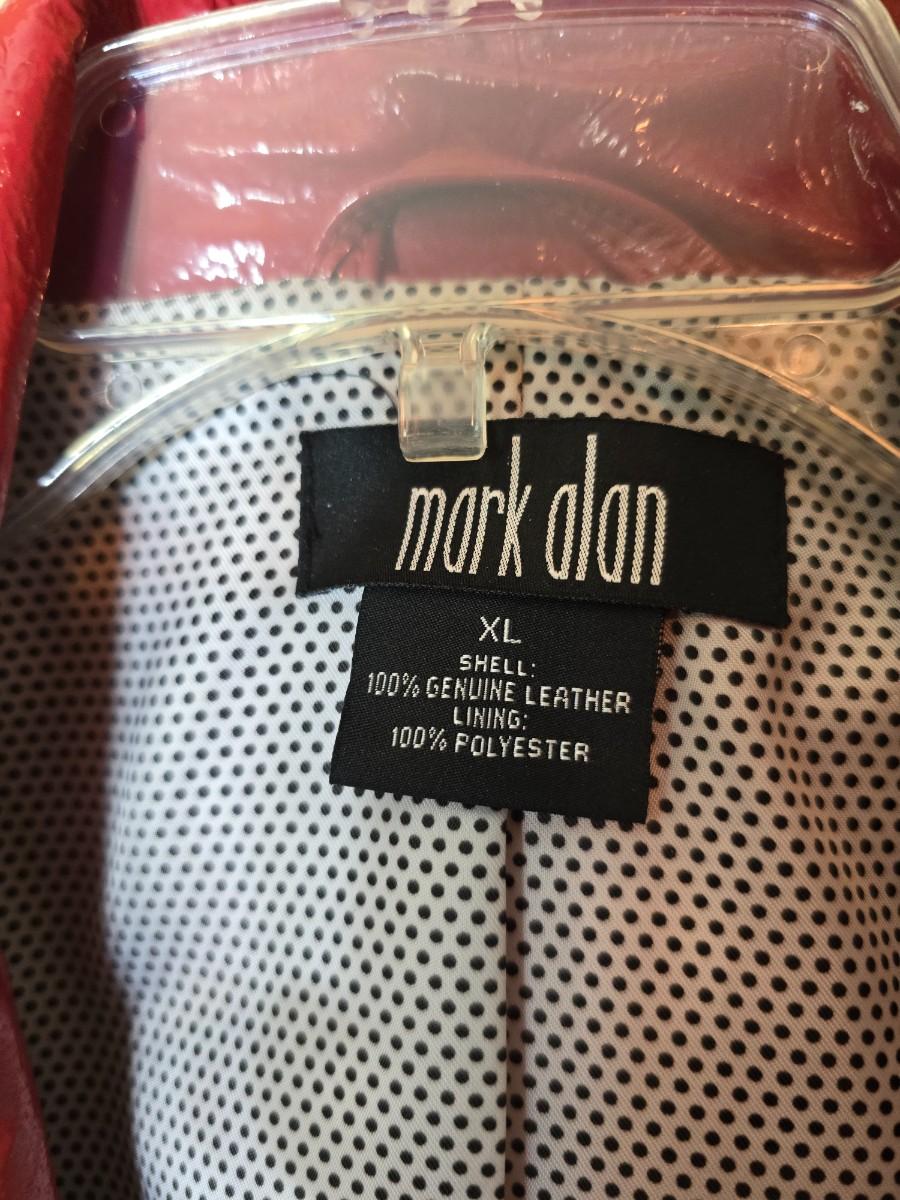 mark alan
XL
SHELL:
100% GENUINE LEATHER
LINING:
100% POLYESTER